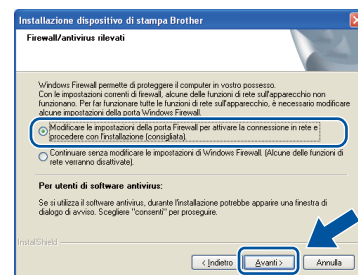 Installazione dispositivo di stampa Brother
Firewall/antivirus rilevati
Windows Firewall permette di proteggere il computer in vostro possesso.
Con le impostazioni correnti di firewall, alcune delle funzioni di rete sull'apparecchio non
funzionano. Per far funzionare tutte le funzioni di rete sull'apparecchio, è necessario modificare
alcune impostazioni della porta Windows Firewall.
Modificare le impostazioni della porta Firewall per attivare la connessione in rete e
procedere con l'installazione (consigliata).
Continuare senza modificare le impostazioni di Windows Firewall. (Alcune delle funzioni di
rete verranno disattivate).
Per utenti di software antivirus:
Se si utilizza il software antivirus, durante l'installazione potrebbe apparire una finestra di
dialogo di avviso. Scegliere "consenti" per proseguire.
InstallShield
< Indietro
Avanti >
Annulla